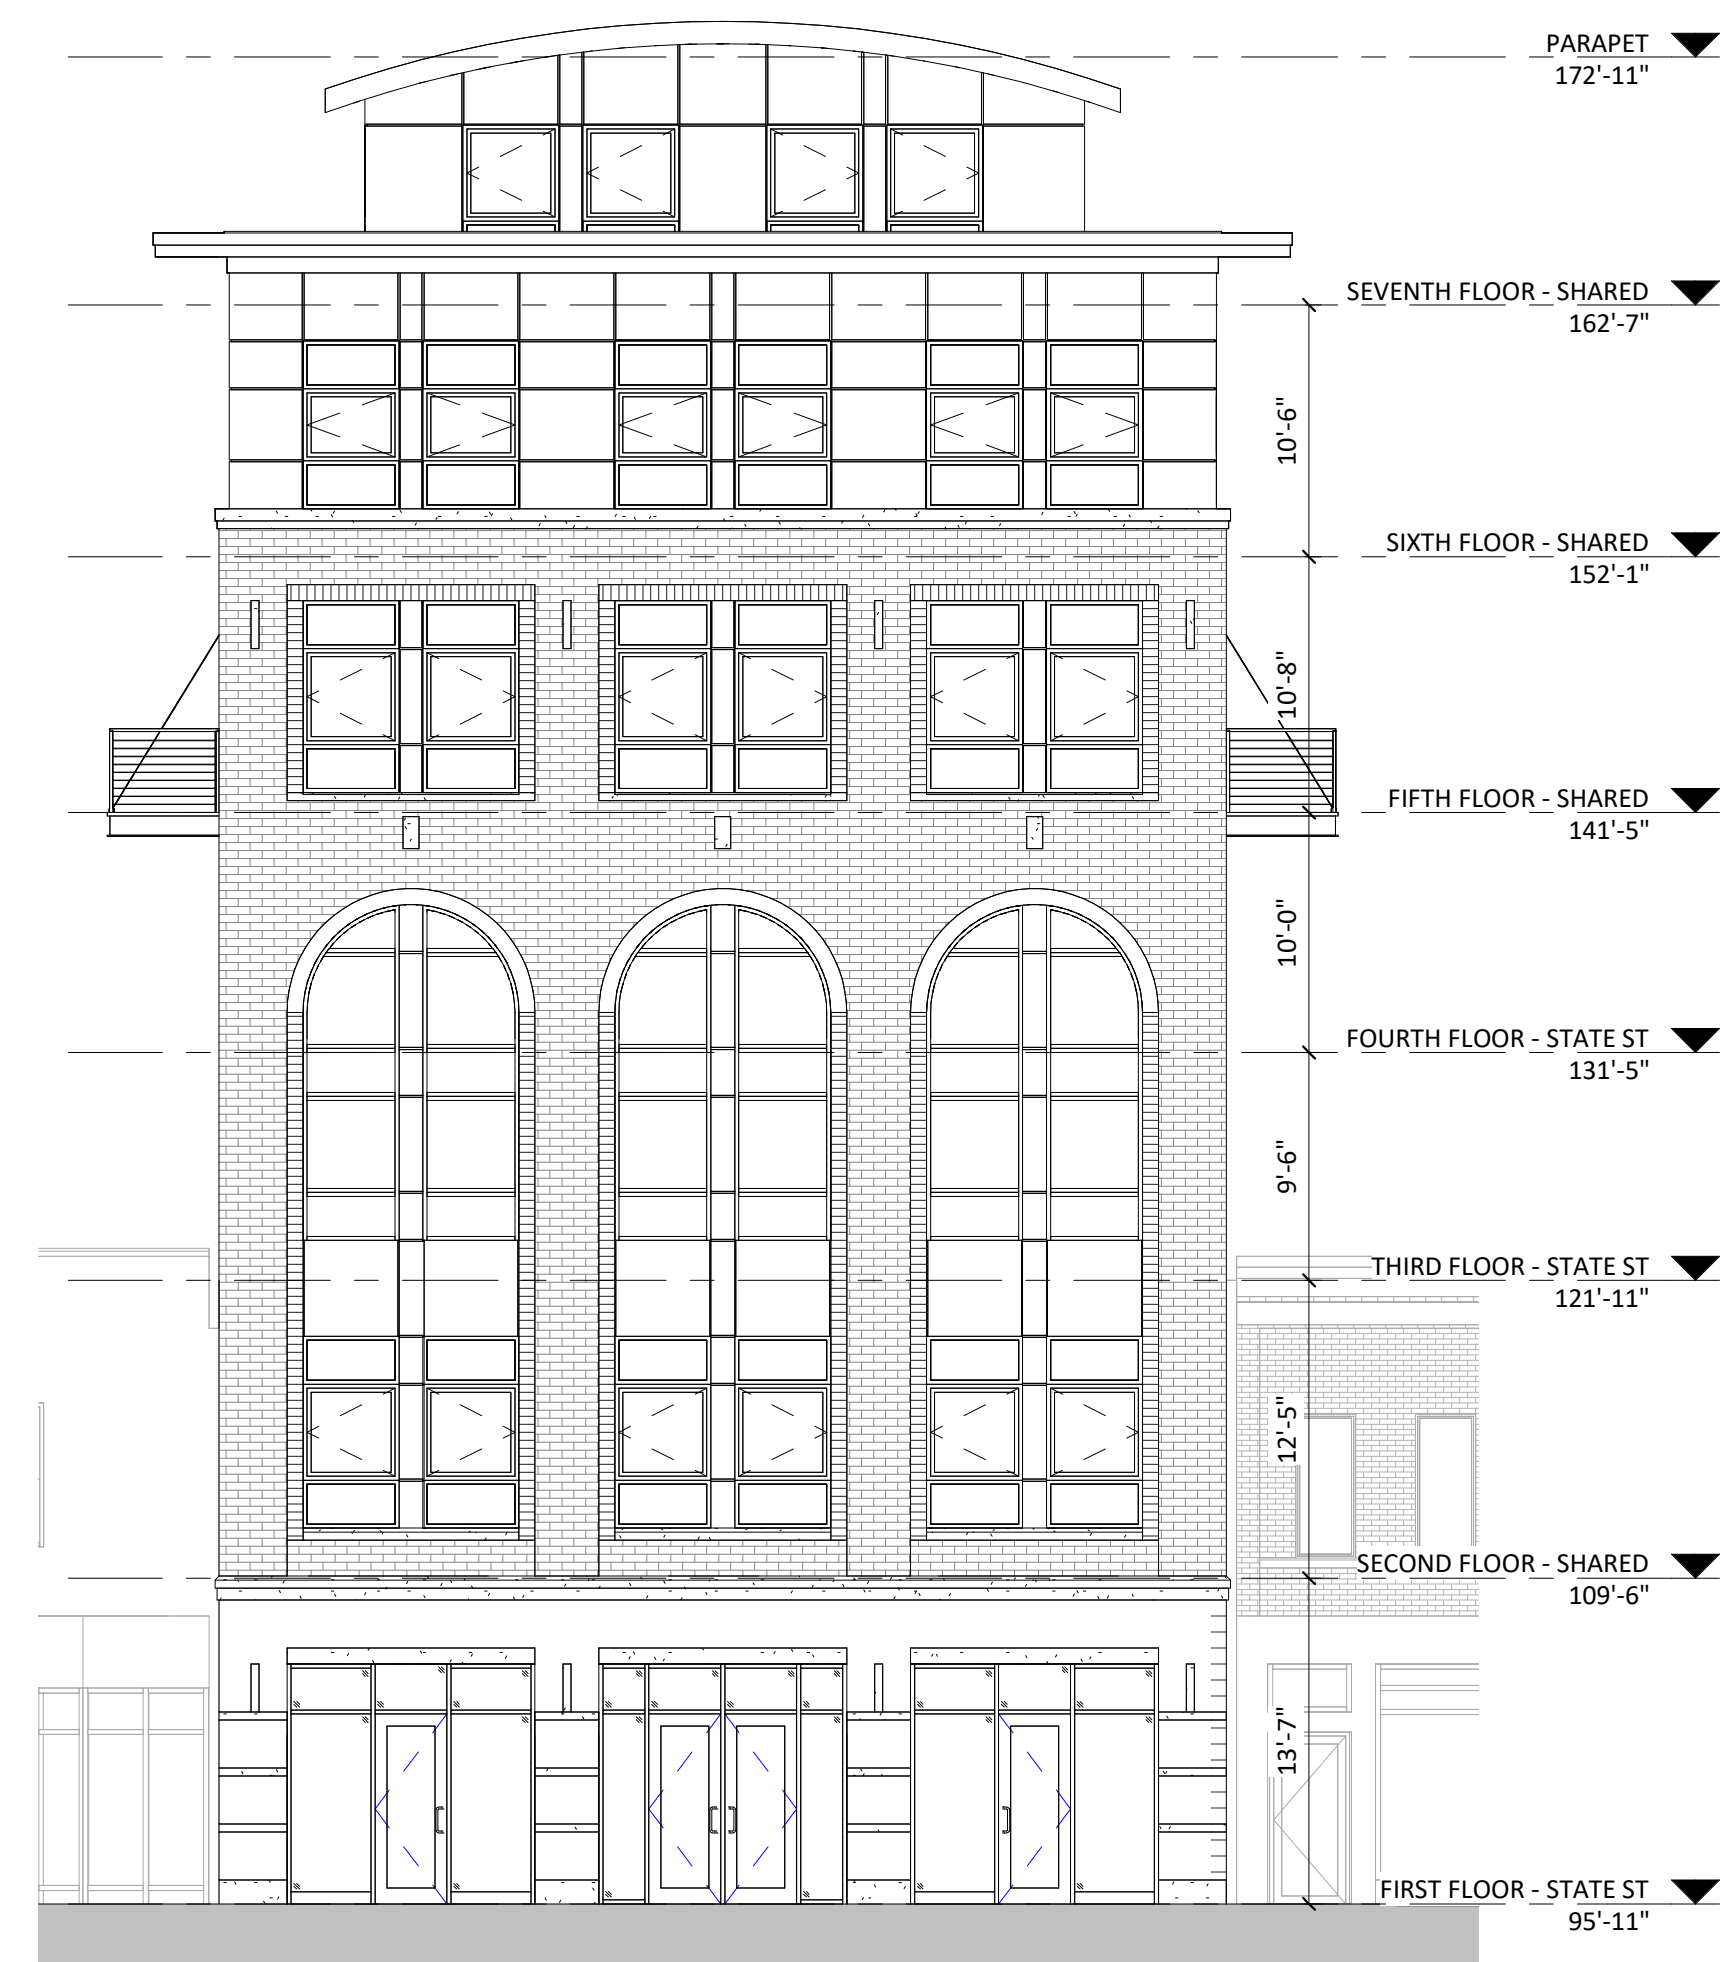 PARAPET
172'-11"
SEVENTH FLOOR - SHARED
162'-7"
10'-6"
SIXTH FLOOR - SHARED
152'-1"
10'-8"
FIFTH FLOOR - SHARED
141'-5"
10'-0"
FOURTH FLOOR - STATE ST
131'-5"
9'-6"
THIRD FLOOR - STATE ST
121'-11"
12'-5"
SECOND FLOOR - SHARED
109'-6"
13'-7"
FIRST FLOOR - STATE ST
95'-11"